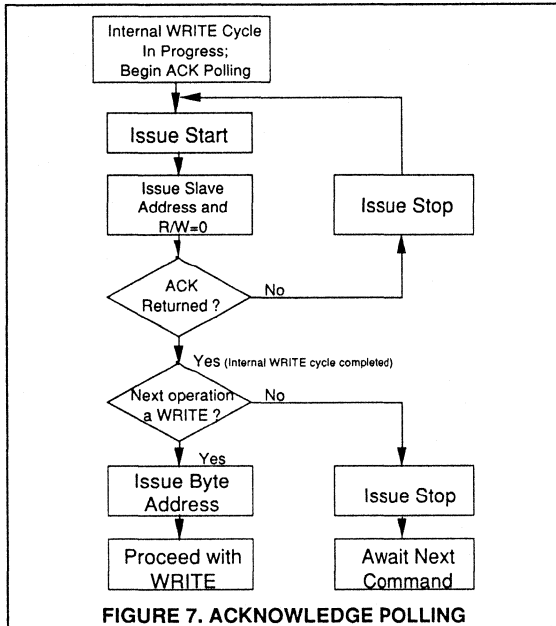 Internal WRITE Cycle
In Progress;
Begin ACK Polling
Issue Start
Issue Slave
Address and
R/W=0
Issue Stop
ACK
Returned ?
No
Yes (Internal WRITE cycle completed)
Next operation
a WRITE ?
No
Yes
Issue Byte
Address
Issue Stop
Proceed with
WRITE
Await Next
Command
FIGURE 7. ACKNOWLEDGE POLLING